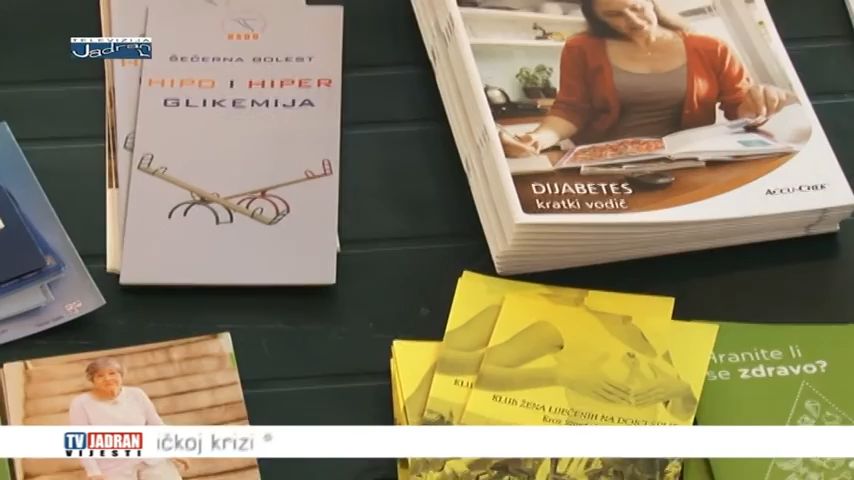 TELEVIZIJA
Jadran
ŠEĆERNA BOLEST
HIPO I HIPER
GLIKEMIJA
DIJABETES
kratki vodič
ACCU-CHEK
Hranite li
se zdravo?
KLUB ŽENA LIJEČENIH NA DOJCI
TV JADRAN
VIJESTI
ičkoj krizi *